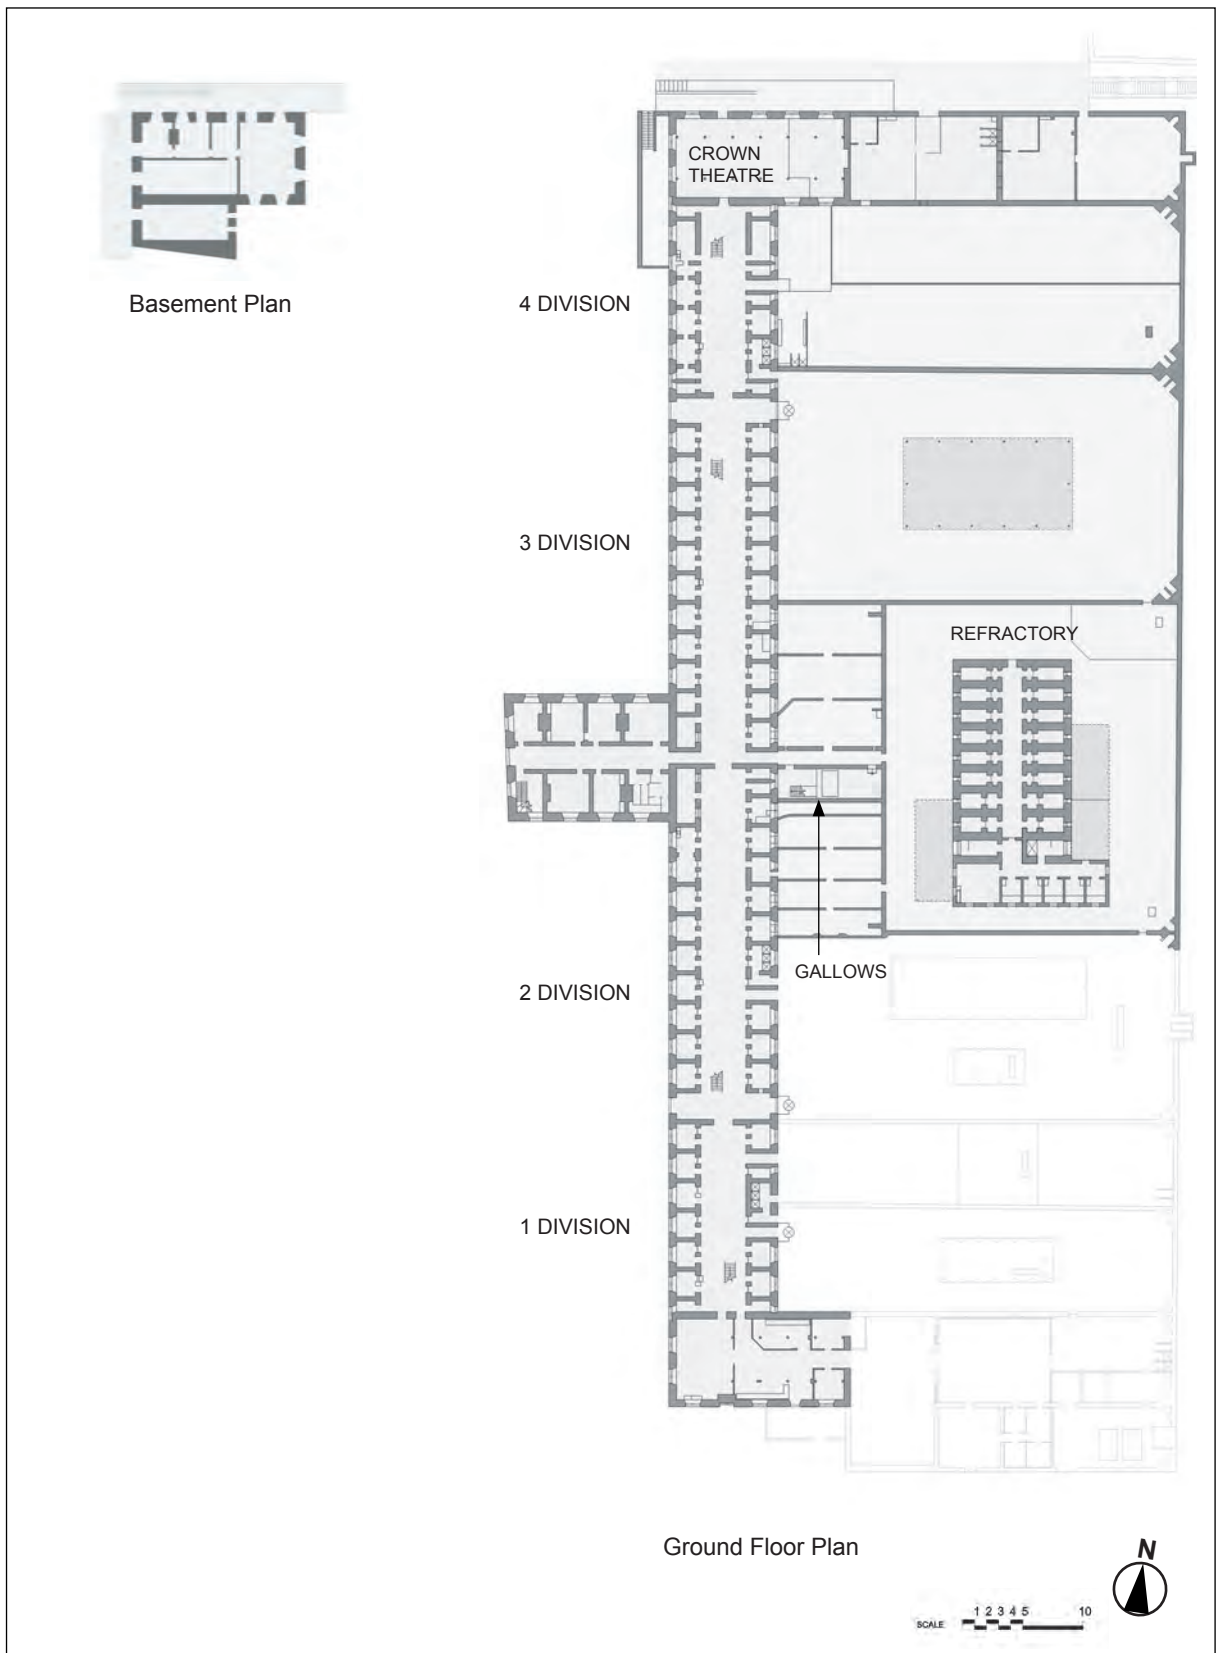 CROWN
THEATRE
Basement Plan
4 DIVISION
3 DIVISION
REFRACTORY
GALLOWS
2 DIVISION
1 DIVISION
Ground Floor Plan
N
SCALE 1 2 3 4 5 10